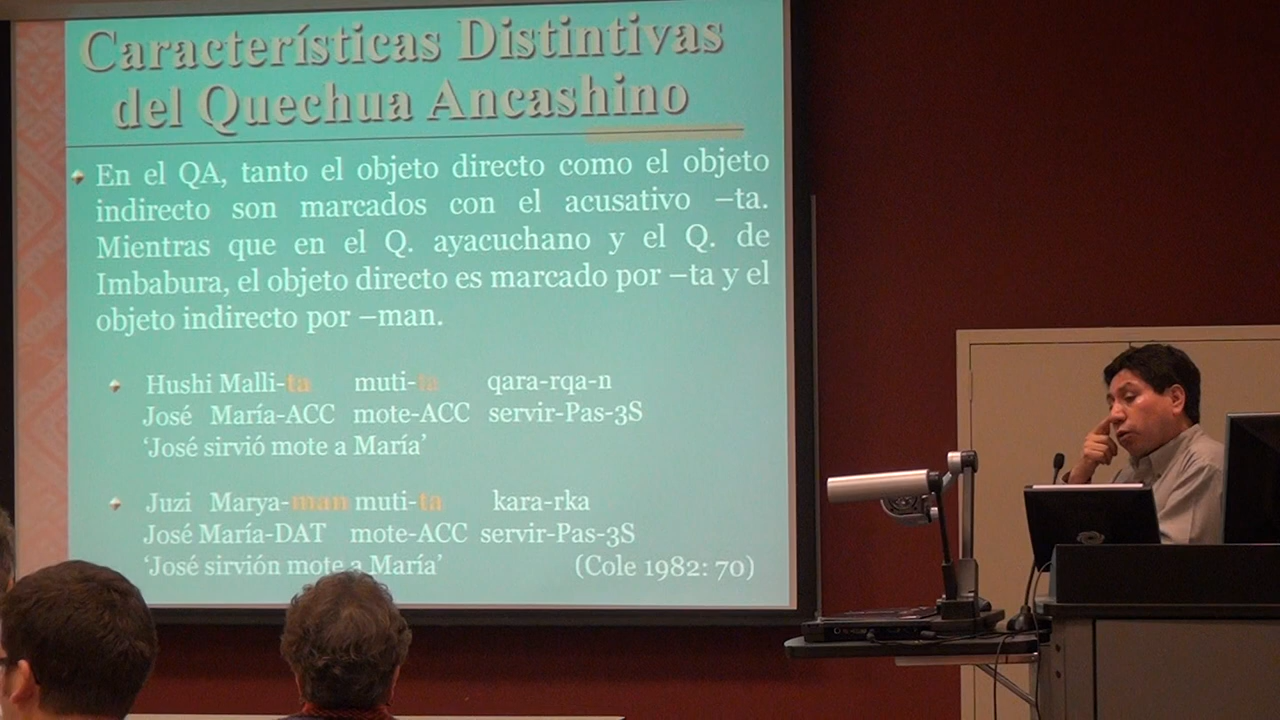 Características Distintivas
del Quechua Ancashino
En el QA, tanto el objeto directo como el objeto
indirecto son marcados con el acusativo –ta.
Mientras que en el Q. ayacuchano y el Q. de
Imbabura, el objeto directo es marcado por –ta y el
objeto indirecto por –man.
Hushi Malli-ta muti-ta qara-rqa-n
José María-ACC mote-ACC servir-Pas-3S
‘José sirvió mote a María’
Juzi Marya-man muti-ta kara-rka
José María-DAT mote-ACC servir-Pas-3S
‘José sirvión mote a María’ (Cole 1982: 70)